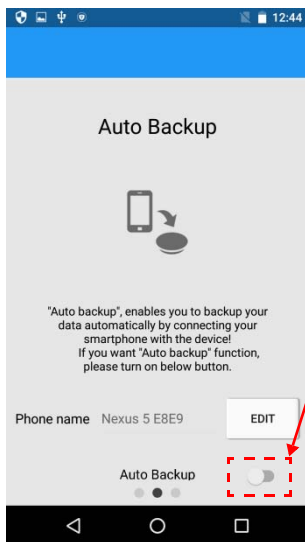 12:44
Auto Backup
"Auto backup", enables you to backup your
data automatically by connecting your
smartphone with the device!
If you want "Auto backup" function,
please turn on below button.
Phone name Nexus 5 E8E9 EDIT
Auto Backup